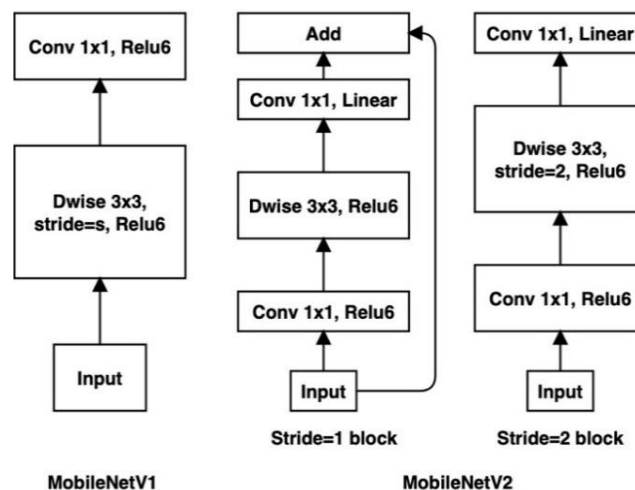 Conv 1x1, Relu6
Dwise 3x3,
stride=s, Relu6
Input
MobileNetV1
Add
Conv 1x1, Linear
Dwise 3x3, Relu6
Conv 1x1, Relu6
Input
Stride=1 block
Conv 1x1, Linear
Dwise 3x3,
stride=2, Relu6
Conv 1x1, Relu6
Input
Stride=2 block
MobileNetV2